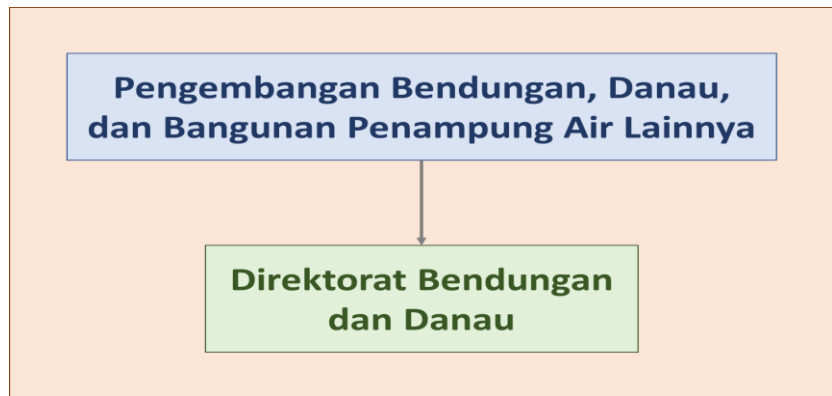 Pengembangan Bendungan, Danau,
dan Bangunan Penampung Air Lainnya
Direktorat Bendungan
dan Danau